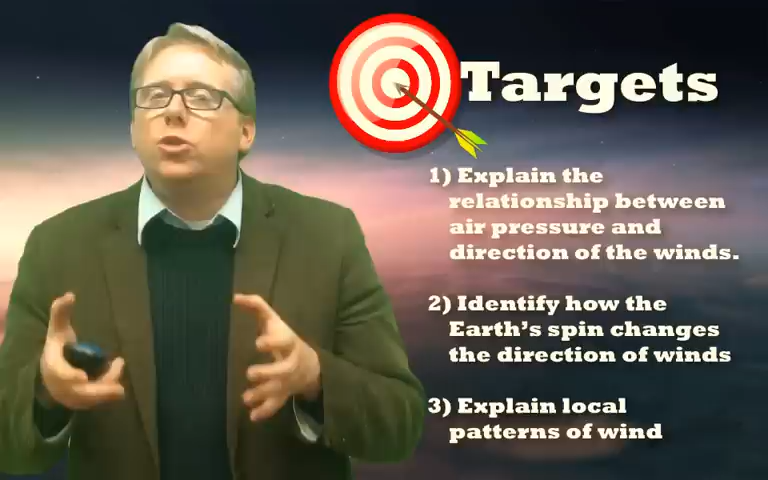 Targets
1) Explain the
relationship between
air pressure and
direction of the winds.
2) Identify how the
Earth's spin changes
the direction of winds
3) Explain local
patterns of wind